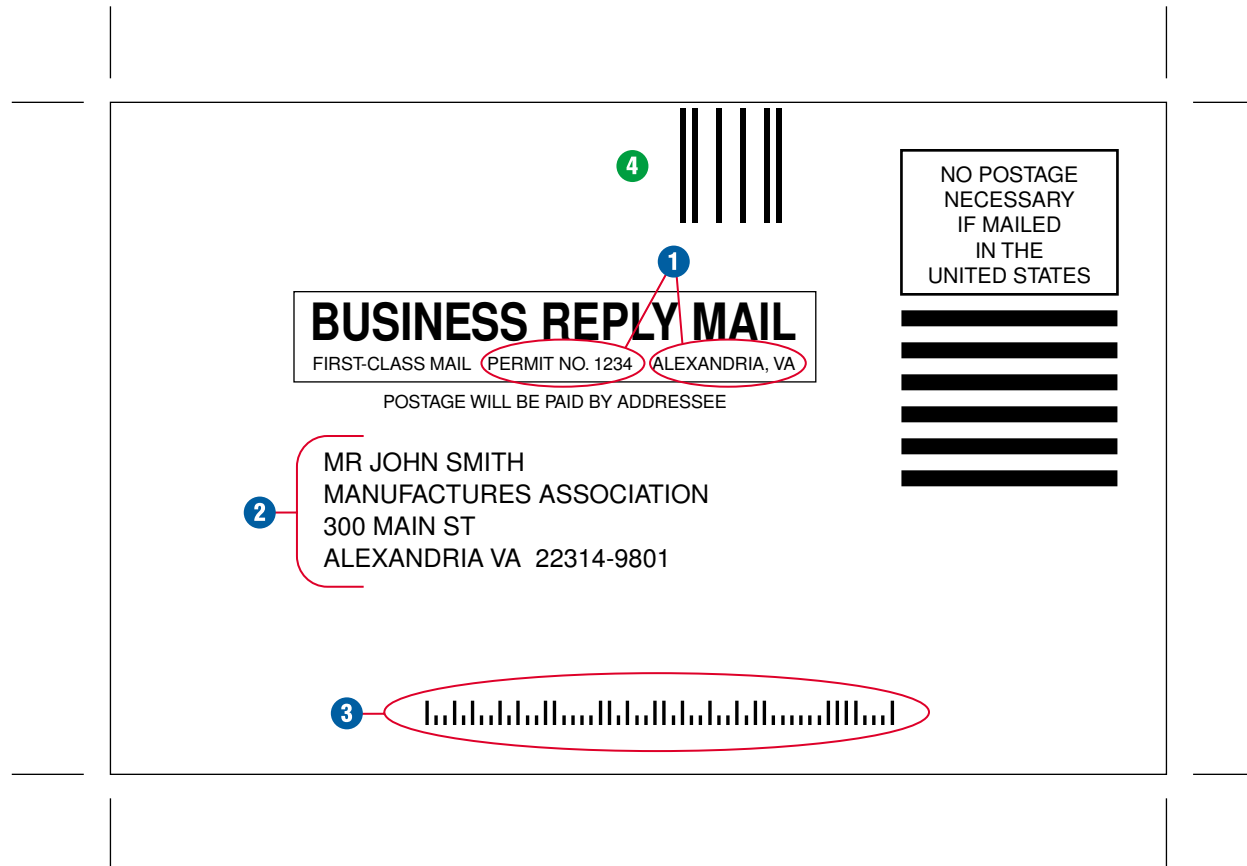 4
NO POSTAGE
NECESSARY
IF MAILED
IN THE
UNITED STATES
1
BUSINESS REPLY MAIL
FIRST-CLASS MAIL PERMIT NO. 1234 ALEXANDRIA, VA
POSTAGE WILL BE PAID BY ADDRESSEE
2
MR JOHN SMITH
MANUFACTURES ASSOCIATION
300 MAIN ST
ALEXANDRIA VA 22314-9801
3